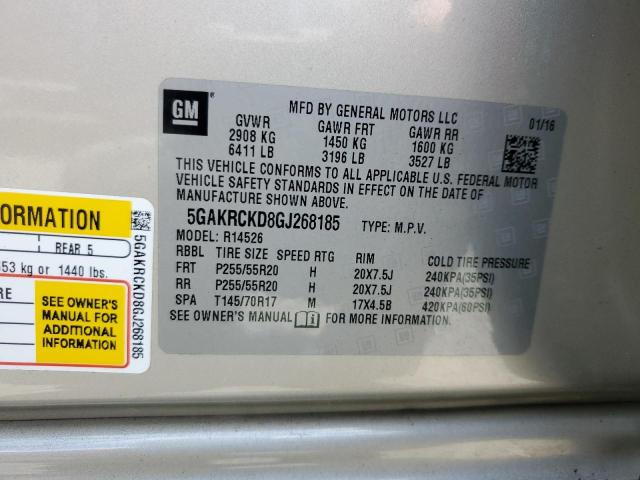 GM
MFD BY GENERAL MOTORS LLC
01/16
GVWR GAWR FRT GAWR RR
2908 KG 1450 KG 1600 KG
6411 LB 3196 LB 3527 LB
THIS VEHICLE CONFORMS TO ALL APPLICABLE U.S. FEDERAL MOTOR
VEHICLE SAFETY STANDARDS IN EFFECT ON THE DATE OF
MANUFACTURE SHOWN ABOVE.
5GAKRCKD8GJ268185 TYPE: M.P.V.
MODEL: R14526
RBBL TIRE SIZE SPEED RTG RIM COLD TIRE PRESSURE
FRT P255/55R20 H 20X7.5J 240KPA(35PSI)
RR P255/55R20 H 20X7.5J 240KPA(35PSI)
SPA T145/70R17 M 17X4.5B 420KPA(60PSI)
SEE OWNER'S MANUAL FOR MORE INFORMATION.
REAR 5
kg or 1440 lbs.
SEE OWNER'S
MANUAL FOR
ADDITIONAL
INFORMATION
5GAKRCKD8GJ268185